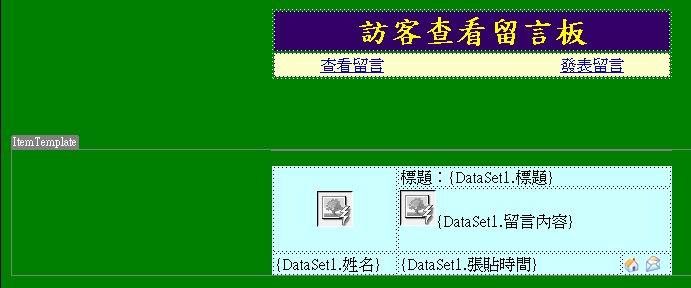 訪客查看留言板
查看留言 發表留言
ItemTemplate
標題：{DataSet1.標題}
{DataSet1.留言內容}
{DataSet1.姓名} {DataSet1.張貼時間}